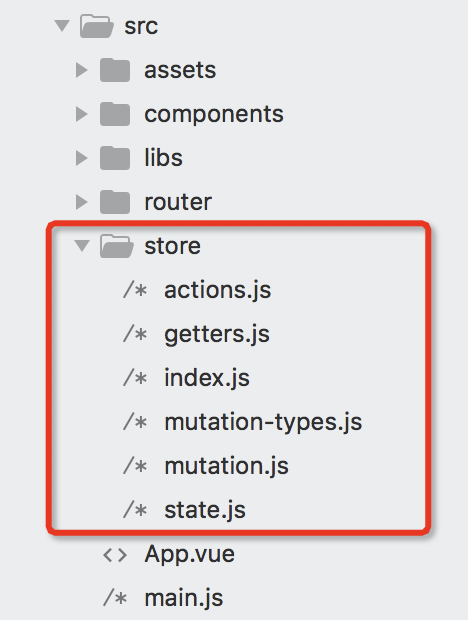 src
assets
components
libs
router
store
/* actions.js
/* getters.js
/* index.js
/* mutation-types.js
/* mutation.js
/* state.js
<> App.vue
/* main.js